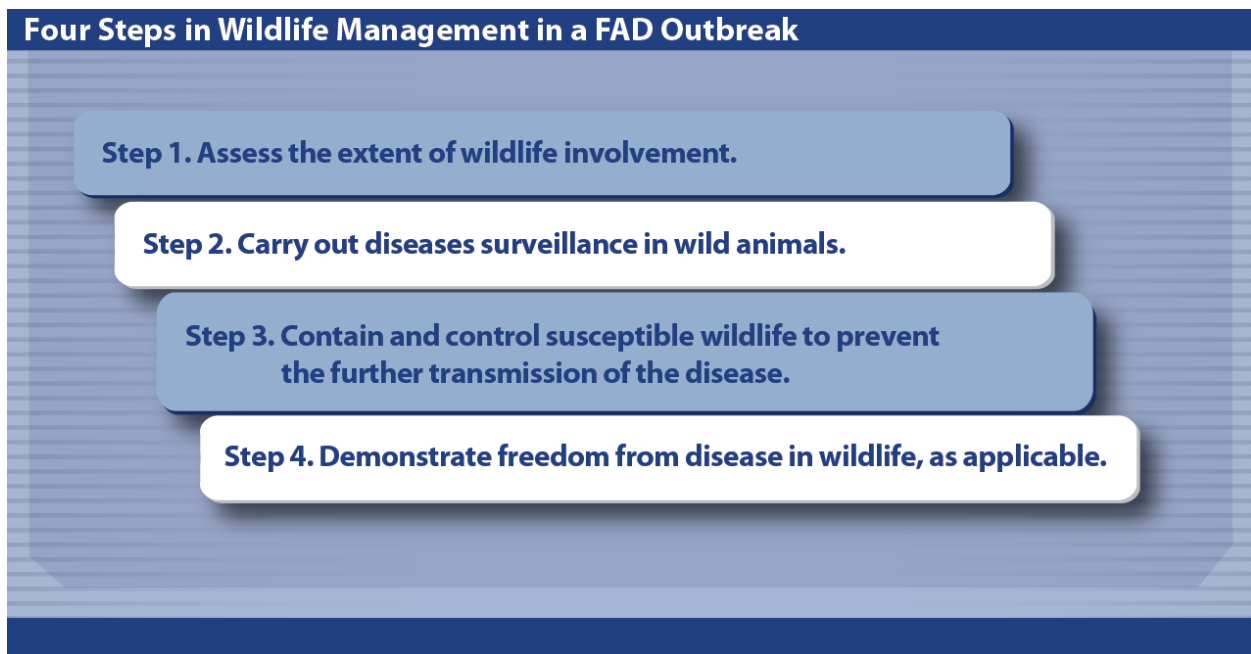 Four Steps in Wildlife Management in a FAD Outbreak
Step 1. Assess the extent of wildlife involvement.
Step 2. Carry out diseases surveillance in wild animals.
Step 3. Contain and control susceptible wildlife to prevent
the further transmission of the disease.
Step 4. Demonstrate freedom from disease in wildlife, as applicable.